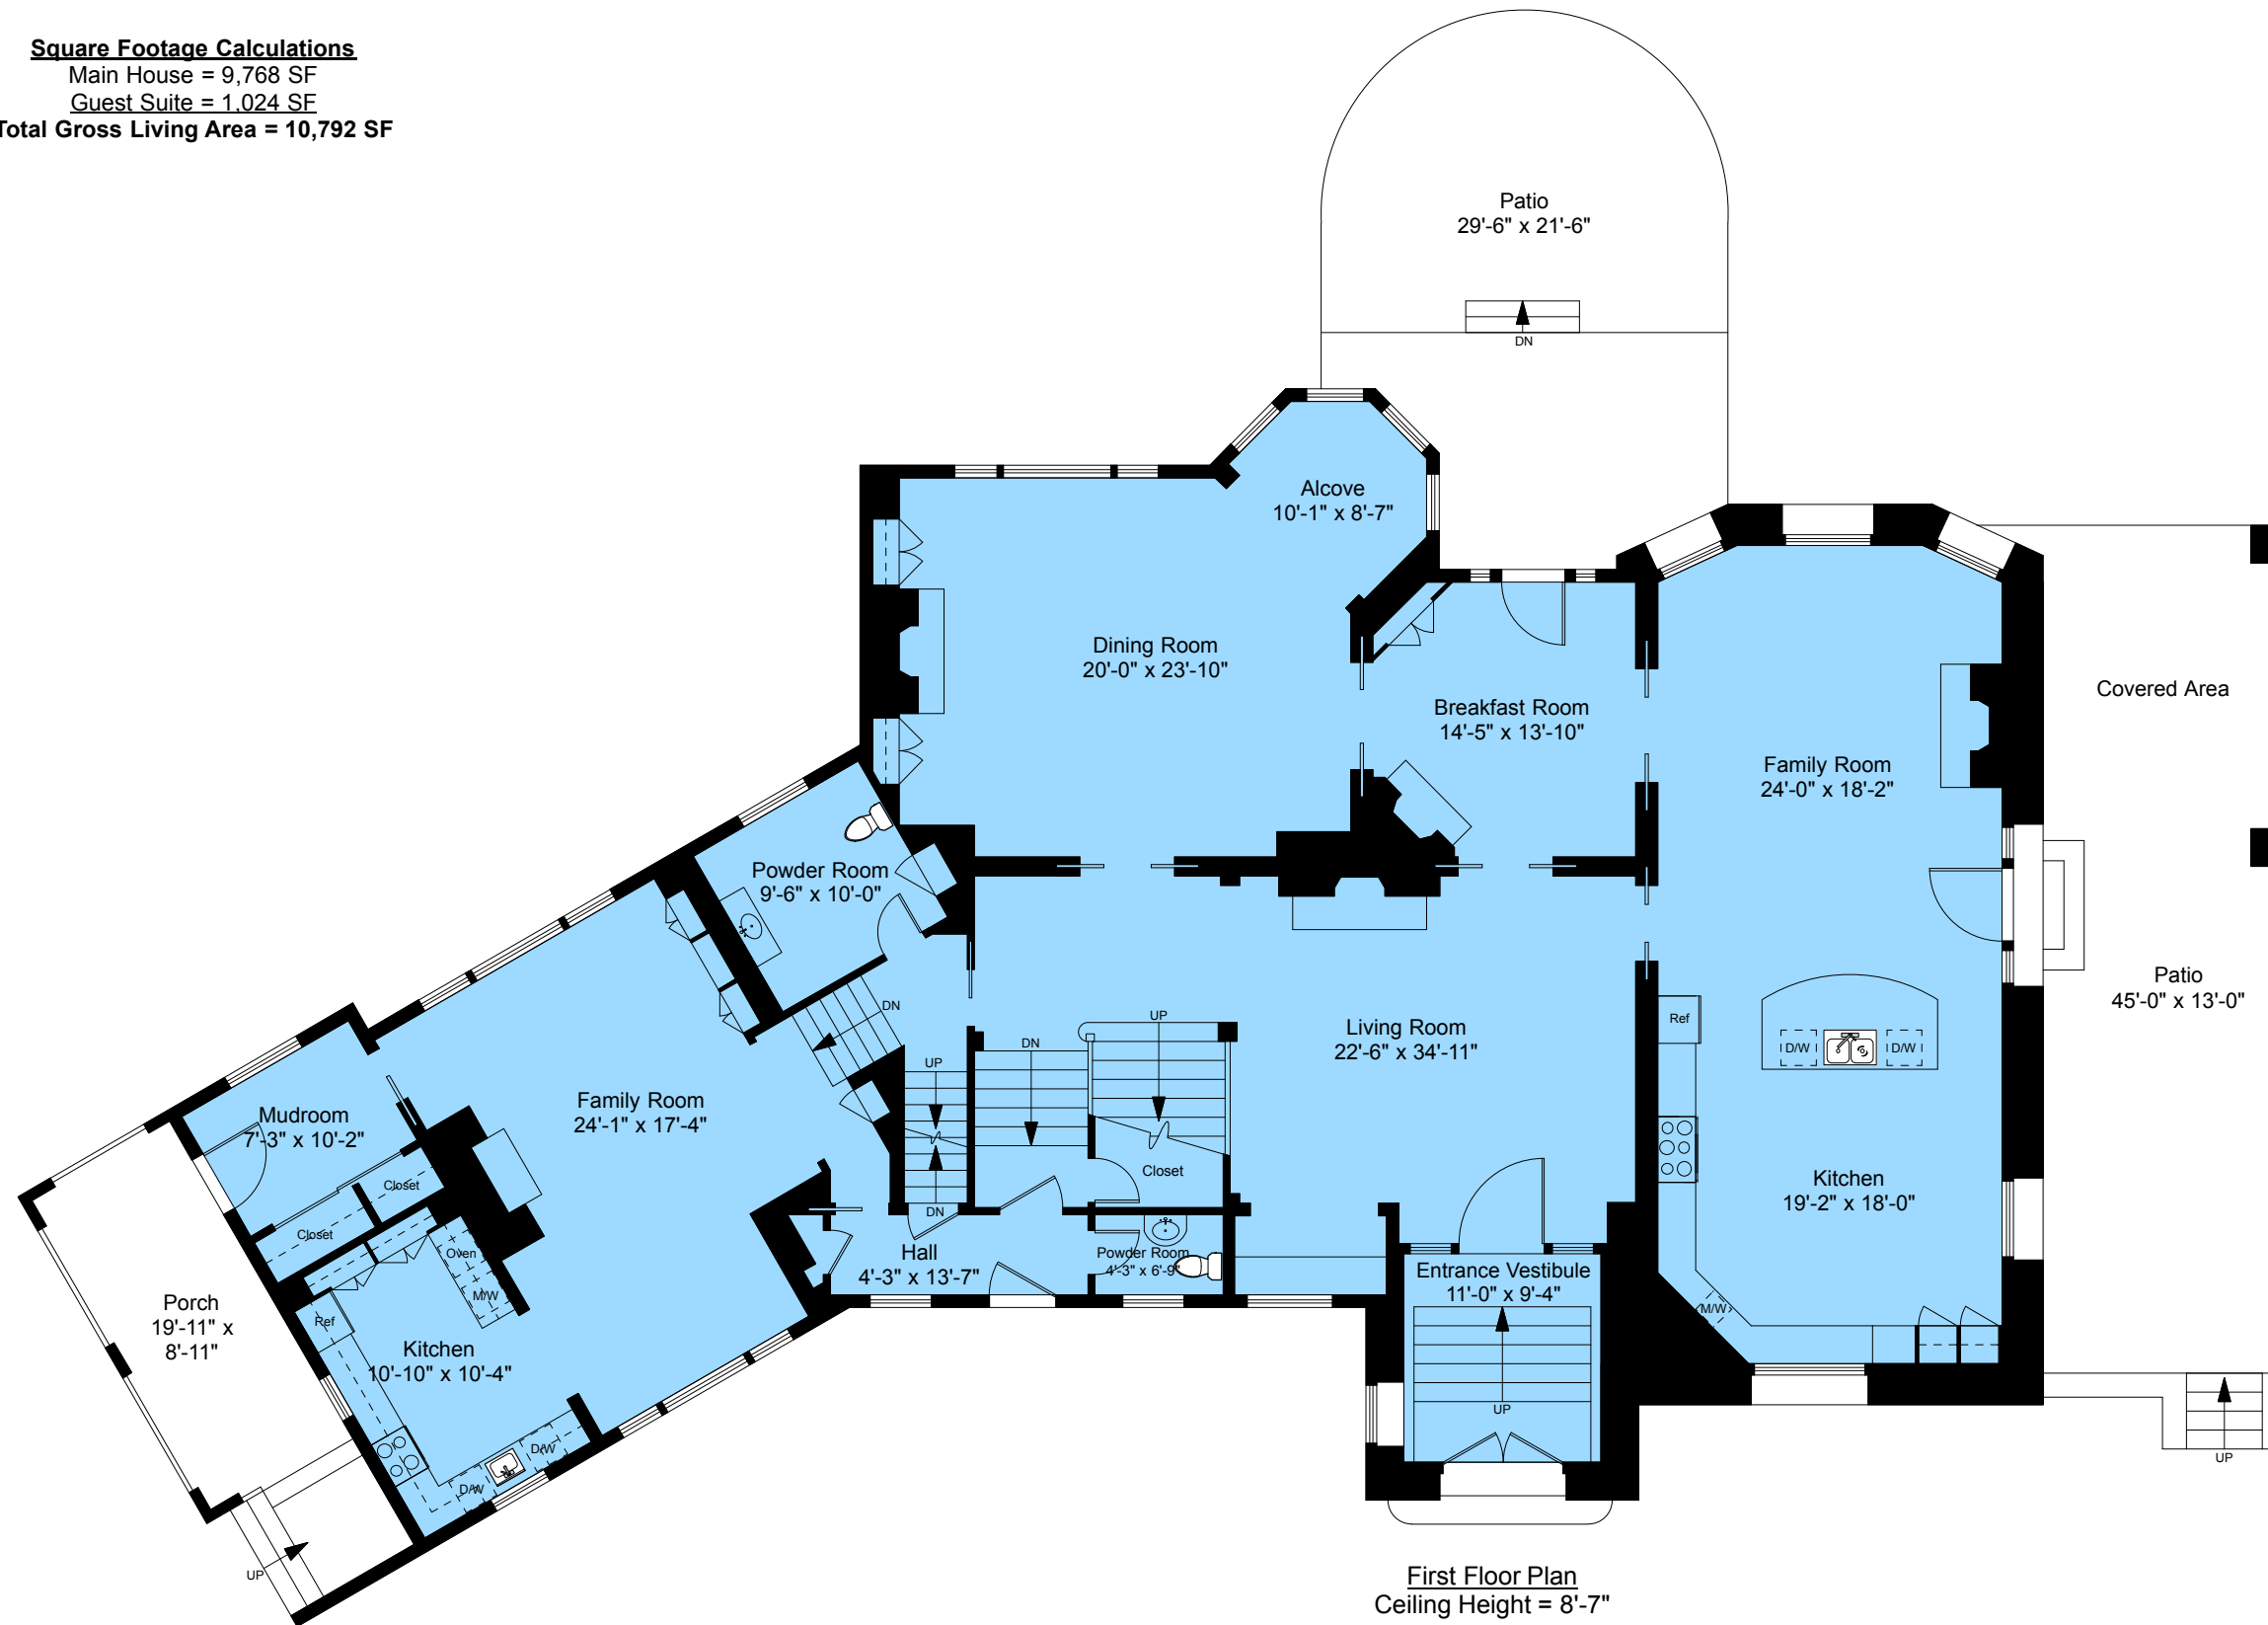 Square Footage Calculations
Main House = 9,768 SF
Guest Suite = 1,024 SF
Total Gross Living Area = 10,792 SF
Patio
29'-6" x 21'-6"
DN
Alcove
10'-1" x 8'-7"
Dining Room
20'-0" x 23'-10"
Breakfast Room
14'-5" x 13'-10"
Family Room
24'-0" x 18'-2"
Covered Area
Powder Room
9'-6" x 10'-0"
DN
Patio
45'-0" x 13'-0"
Living Room
22'-6" x 34'-11"
UP
DN
UP
Ref
D/W
D/W
Family Room
24'-1" x 17'-4"
Mudroom
7'-3" x 10'-2"
Closet
Closet
Closet
Kitchen
19'-2" x 18'-0"
DN
Hall
4'-3" x 13'-7"
Powder Room
4'-3" x 6'-9"
Entrance Vestibule
11'-0" x 9'-4"
Oven
M/W
M/W
Porch
19'-11" x
8'-11"
Ref
Kitchen
10'-10" x 10'-4"
UP
D/W
D/W
UP
UP
First Floor Plan
Ceiling Height = 8'-7"